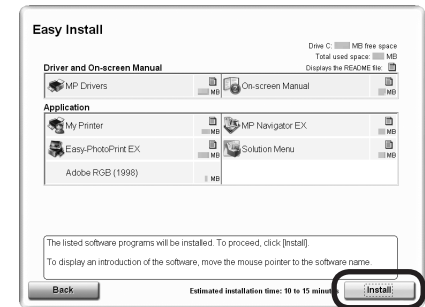 Easy Install
Drive C: MB free space
Total used space: MB
Driver and On-screen Manual Displays the README file:
MP Drivers MB On-screen Manual MB
Application
My Printer MB MP Navigator EX MB
Easy-PhotoPrint EX MB Solution Menu MB
Adobe RGB (1998) MB
The listed software programs will be installed. To proceed, click [Install].
To display an introduction of the software, move the mouse pointer to the software name.
Back Estimated installation time: 10 to 15 minutes Install